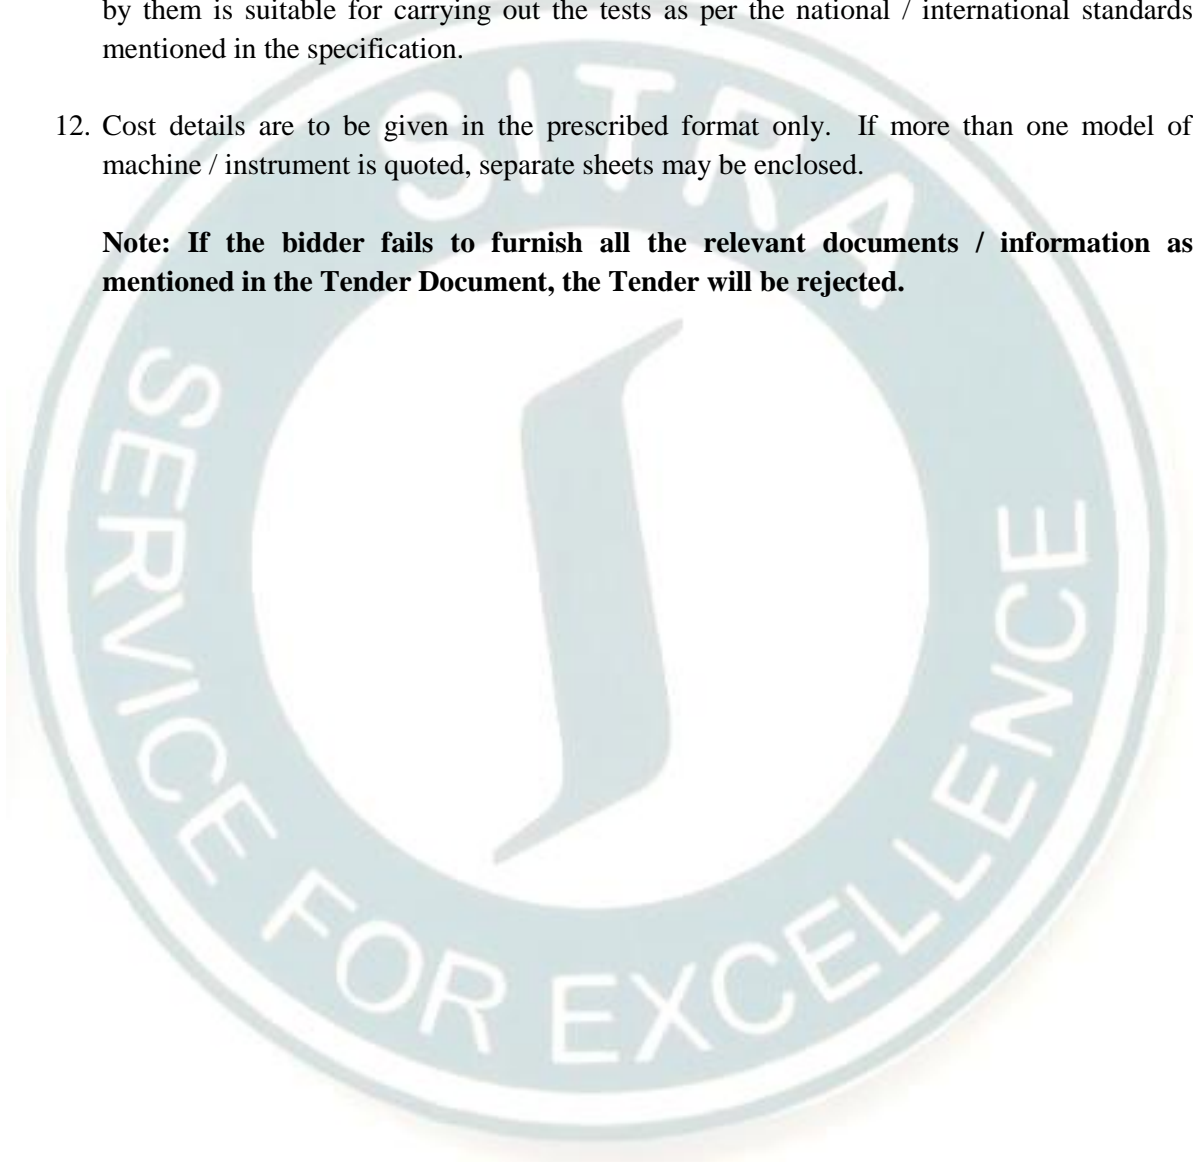 by them is suitable for carrying out the tests as per the national / international standards
mentioned in the specification.
12. Cost details are to be given in the prescribed format only. If more than one model of
machine / instrument is quoted, separate sheets may be enclosed.
Note: If the bidder fails to furnish all the relevant documents / information as
mentioned in the Tender Document, the Tender will be rejected.
SITRA
SERVICE FOR EXCELLENCE